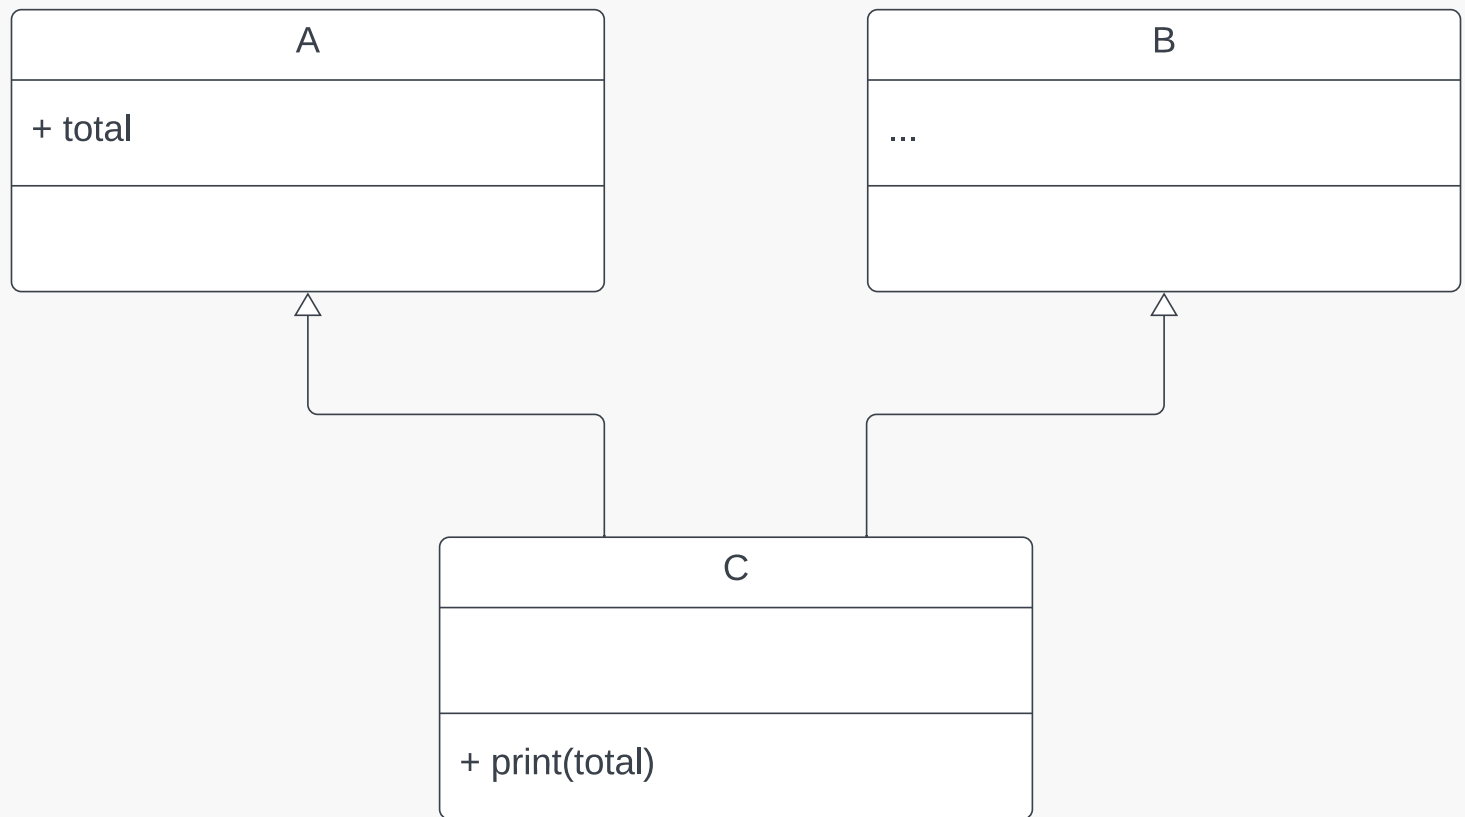 A
+ total
B
...
C
+ print(total)